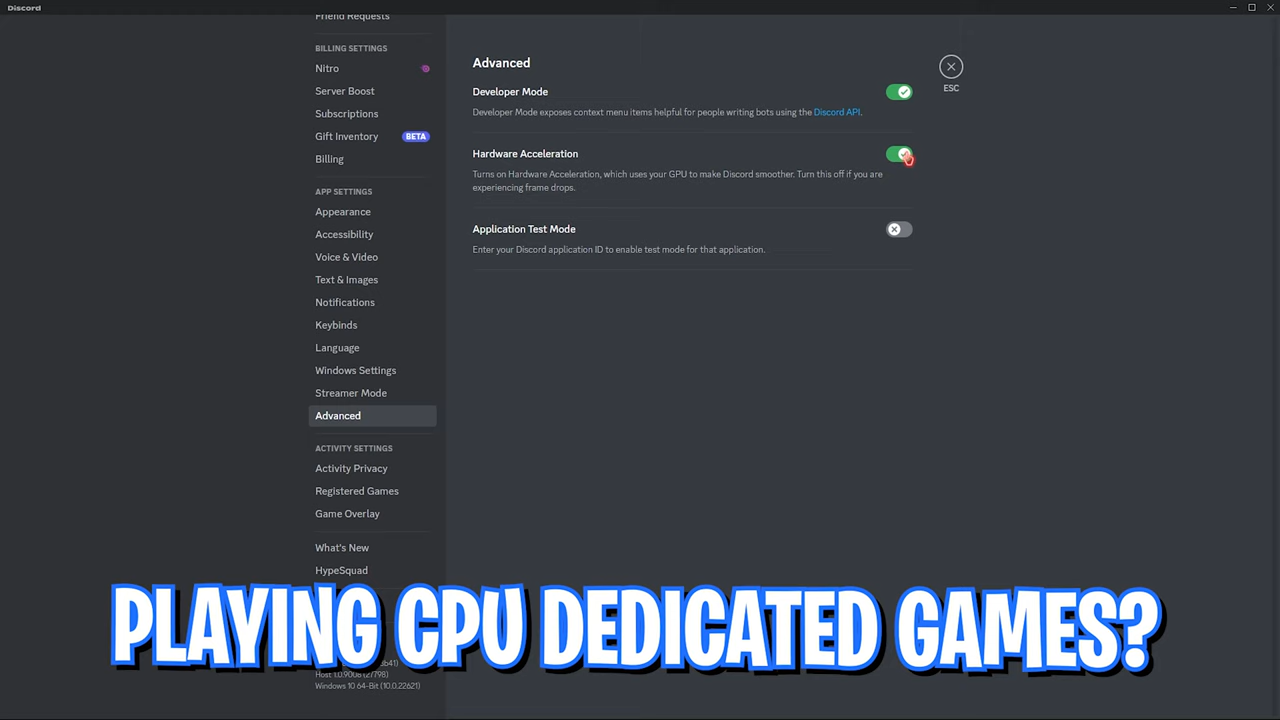 Discord
Friend Requests
BILLING SETTINGS
Nitro
Server Boost
Subscriptions
Gift Inventory BETA
Billing
APP SETTINGS
Appearance
Accessibility
Voice & Video
Text & Images
Notifications
Keybinds
Language
Windows Settings
Streamer Mode
Advanced
ACTIVITY SETTINGS
Activity Privacy
Registered Games
Game Overlay
What's New
HypeSquad
Host 1.0.9006 (27798)
Windows 10 64-Bit (10.0.22621)
Advanced
ESC
Developer Mode
Developer Mode exposes context menu items helpful for people writing bots using the Discord API.
Hardware Acceleration
Turns on Hardware Acceleration, which uses your GPU to make Discord smoother. Turn this off if you are
experiencing frame drops.
Application Test Mode
Enter your Discord application ID to enable test mode for that application.
PLAYING CPU DEDICATED GAMES?